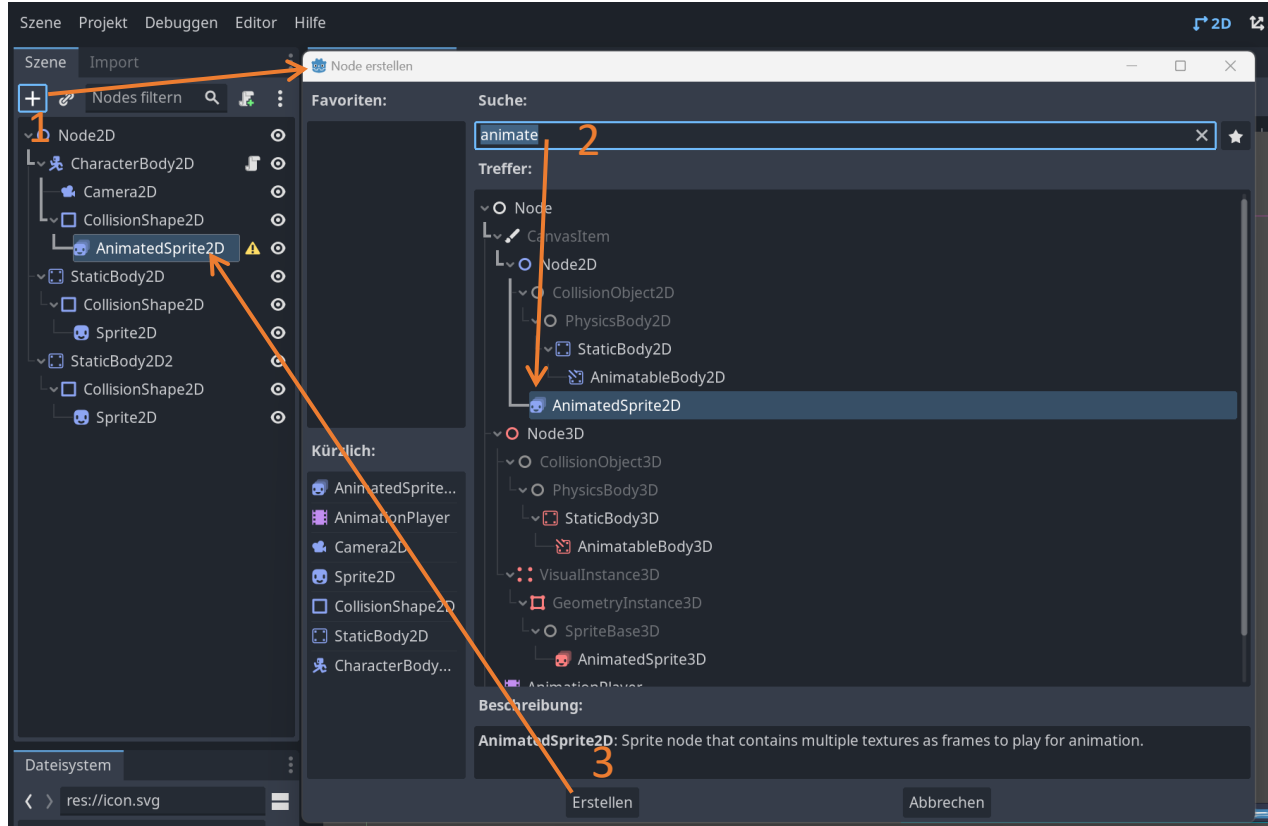 Szene Projekt Debuggen Editor Hilfe
2D
Szene Import
Nodes filtern
1
Node2D
CharacterBody2D
Camera2D
CollisionShape2D
AnimatedSprite2D
StaticBody2D
CollisionShape2D
Sprite2D
StaticBody2D2
CollisionShape2D
Sprite2D
Dateisystem
res://icon.svg
Node erstellen
Favoriten:
Kürzlich:
AnimatedSprite...
AnimationPlayer
Camera2D
Sprite2D
CollisionShape2D
StaticBody2D
CharacterBody...
Suche:
animate
2
Treffer:
Node
CanvasItem
Node2D
CollisionObject2D
PhysicsBody2D
StaticBody2D
AnimatableBody2D
AnimatedSprite2D
Node3D
CollisionObject3D
PhysicsBody3D
StaticBody3D
AnimatableBody3D
VisualInstance3D
GeometryInstance3D
SpriteBase3D
AnimatedSprite3D
AnimationPlayer
Beschreibung:
AnimatedSprite2D: Sprite node that contains multiple textures as frames to play for animation.
3
Erstellen Abbrechen